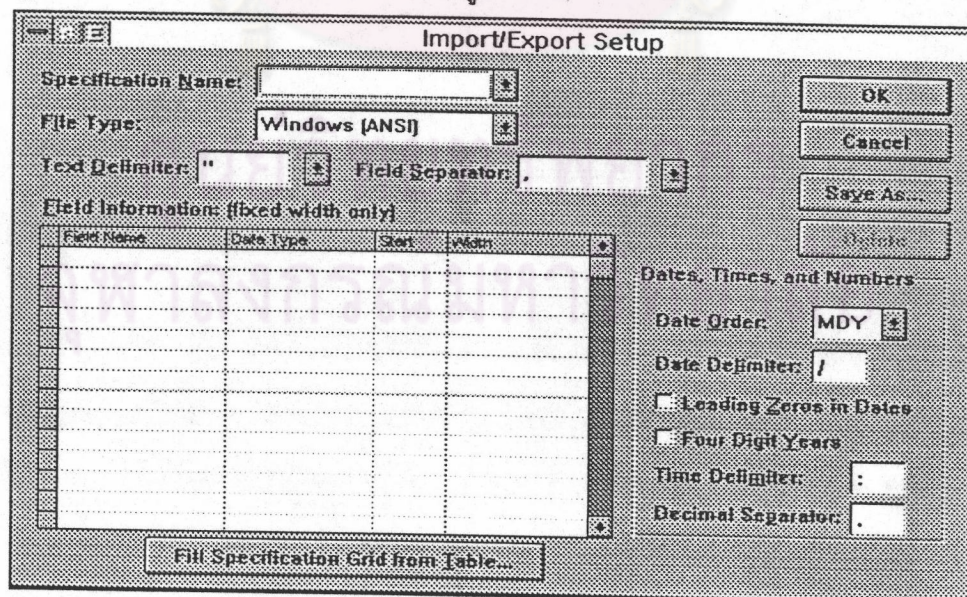 Import/Export Setup
Specification Name:
OK
File Type: Windows (ANSI)
Cancel
Text Delimiter: " Field Separator: ,
Save As...
Field Information: (fixed width only)
Delete
Field Name Data Type Start Width
Dates, Times, and Numbers
Date Order: MDY
Date Delimiter: /
Leading Zeros in Dates
Four Digit Years
Time Delimiter: :
Decimal Separator: .
Fill Specification Grid from Table...